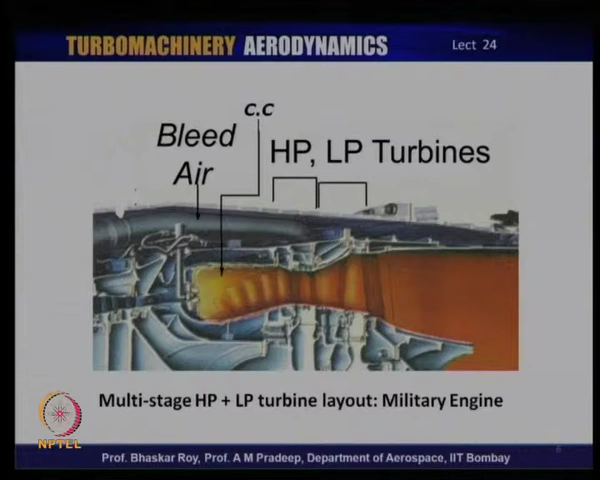 TURBOMACHINERY AERODYNAMICS
Lect 24
c.c
Bleed
Air
HP, LP Turbines
Multi-stage HP + LP turbine layout: Military Engine
NPTEL
Prof. Bhaskar Roy, Prof. A M Pradeep, Department of Aerospace, IIT Bombay